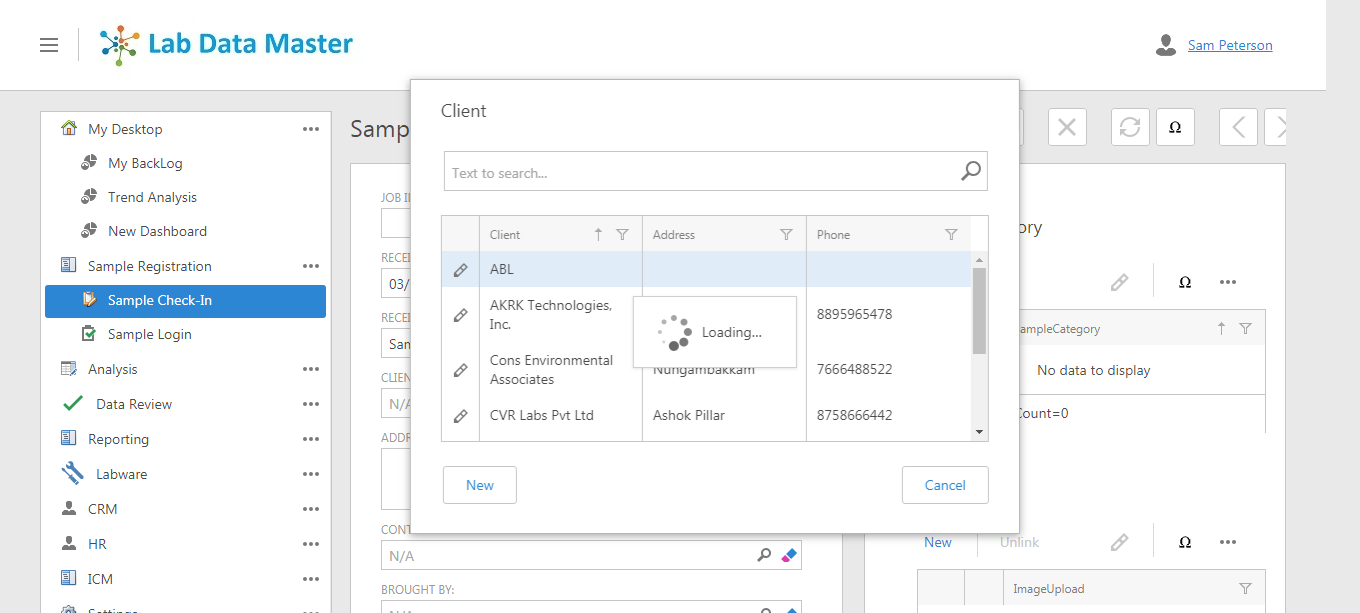 Lab Data Master
Sam Peterson
My Desktop
My BackLog
Trend Analysis
New Dashboard
Sample Registration
Sample Check-In
Sample Login
Analysis
Data Review
Reporting
Labware
CRM
HR
ICM
Settings
Samp
JOB I
RECEI
03/
RECEI
Sam
CLIEN
N/A
ADDR
CONT
N/A
BROUGHT BY:
Client
Text to search...
Client Address Phone
ABL
AKRK Technologies, Inc. 8895965478
Loading...
Cons Environmental Associates Nungambakkam 7666488522
CVR Labs Pvt Ltd Ashok Pillar 8758666442
New Cancel
Ω
ory
Ω
ampleCategory
No data to display
Count=0
New Unlink Ω
ImageUpload